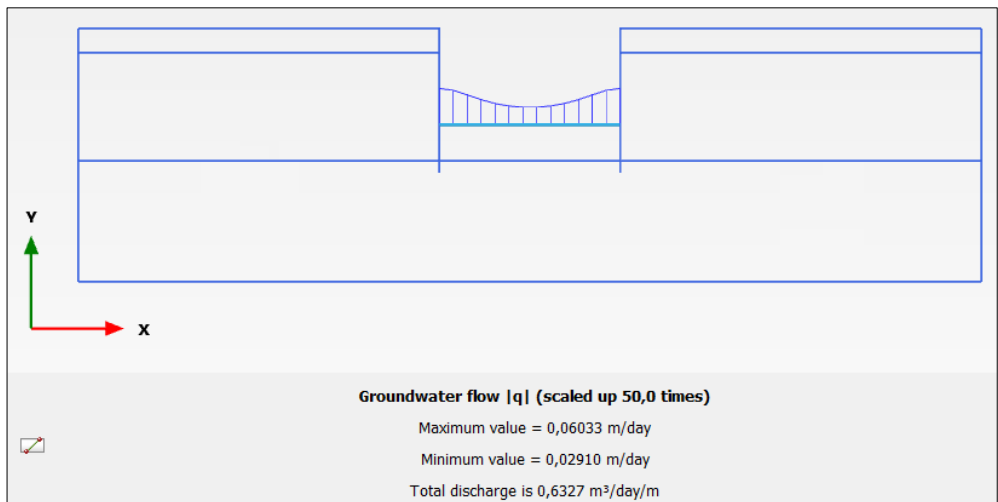 Y
X
Groundwater flow |q| (scaled up 50,0 times)
Maximum value = 0,06033 m/day
Minimum value = 0,02910 m/day
Total discharge is 0,6327 m³/day/m